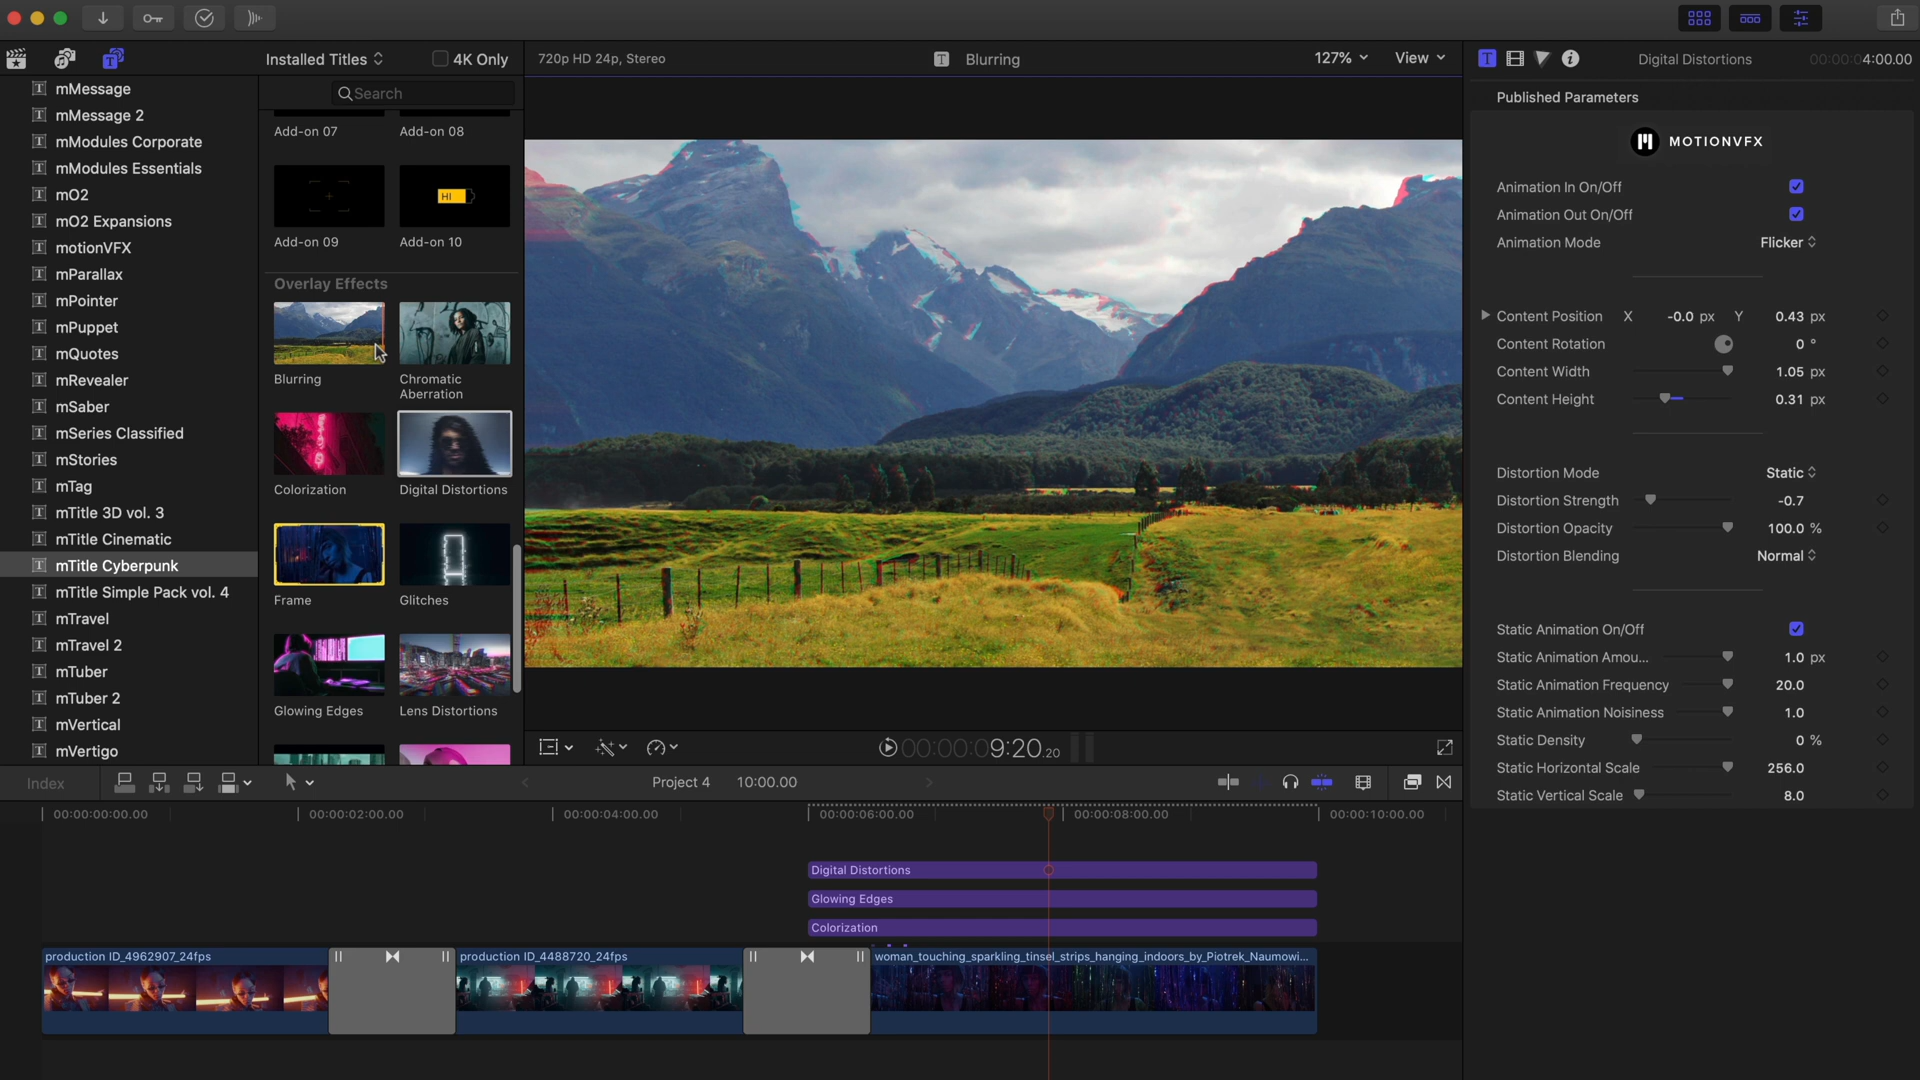 Installed Titles
4K Only
720p HD 24p, Stereo
Blurring
127%
View
Digital Distortions
00:00:04:00.00
mMessage
mMessage 2
mModules Corporate
mModules Essentials
mO2
mO2 Expansions
motionVFX
mParallax
mPointer
mPuppet
mQuotes
mRevealer
mSaber
mSeries Classified
mStories
mTag
mTitle 3D vol. 3
mTitle Cinematic
mTitle Cyberpunk
mTitle Simple Pack vol. 4
mTravel
mTravel 2
mTuber
mTuber 2
mVertical
mVertigo
Search
Add-on 07
Add-on 08
HI
Add-on 09
Add-on 10
Overlay Effects
Blurring
Chromatic
Aberration
Colorization
Digital Distortions
Frame
Glitches
Glowing Edges
Lens Distortions
Published Parameters
MOTIONVFX
Animation In On/Off
Animation Out On/Off
Animation Mode Flicker
Content Position X -0.0 px Y 0.43 px
Content Rotation 0 °
Content Width 1.05 px
Content Height 0.31 px
Distortion Mode Static
Distortion Strength -0.7
Distortion Opacity 100.0 %
Distortion Blending Normal
Static Animation On/Off
Static Animation Amou... 1.0 px
Static Animation Frequency 20.0
Static Animation Noisiness 1.0
Static Density 0 %
Static Horizontal Scale 256.0
Static Vertical Scale 8.0
00:00:09:20.20
Index
Project 4
10:00.00
00:00:00:00.00
00:00:02:00.00
00:00:04:00.00
00:00:06:00.00
00:00:08:00.00
00:00:10:00.00
Digital Distortions
Glowing Edges
Colorization
production ID_4962907_24fps
production ID_4488720_24fps
woman_touching_sparkling_tinsel_strips_hanging_indoors_by_Piotrek_Naumowi...